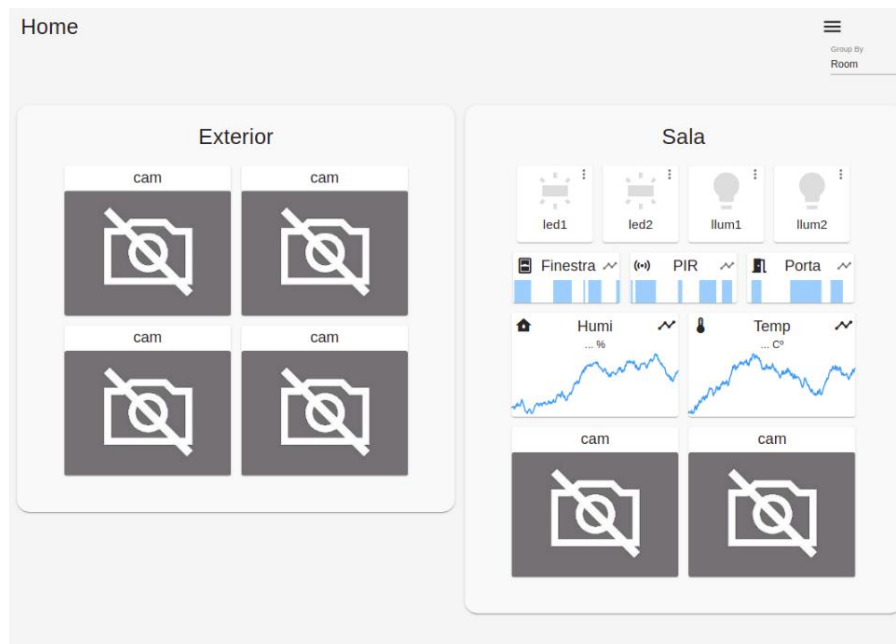 Home
Group By
Room
Exterior
cam
cam
cam
cam
Sala
led1
led2
llum1
llum2
Finestra
PIR
Porta
Humi
... %
Temp
... Cº
cam
cam